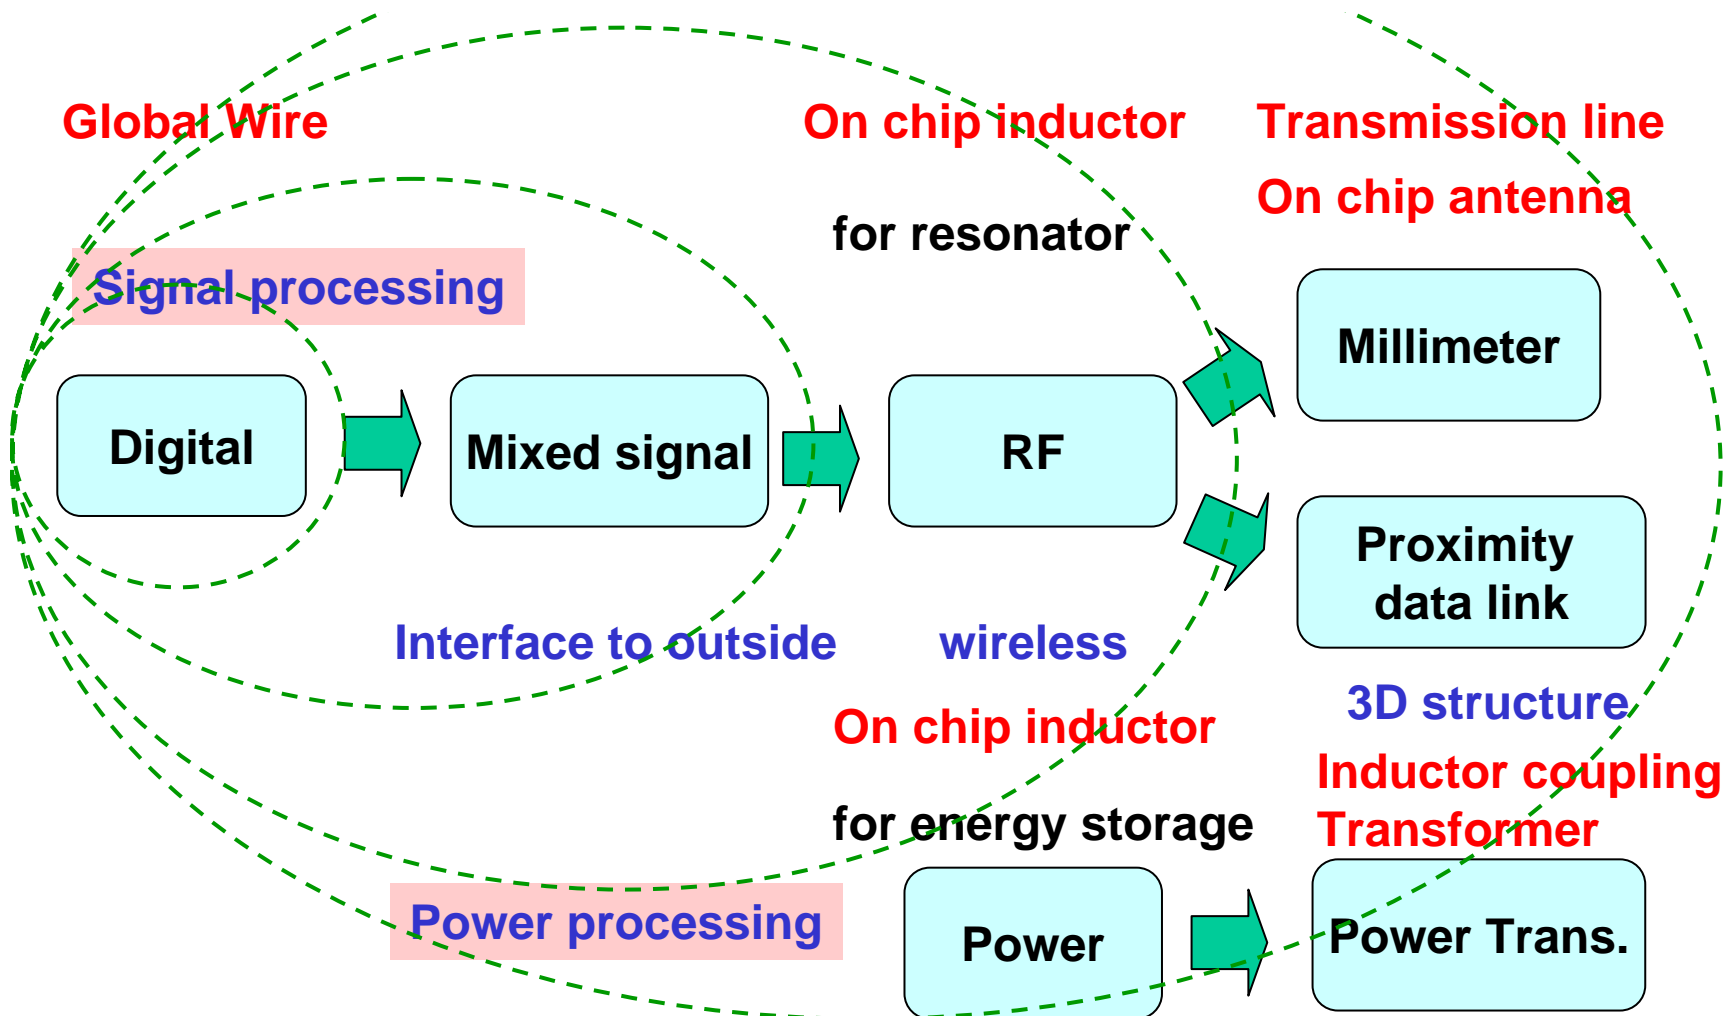 Global Wire
On chip inductor
Transmission line
On chip antenna
for resonator
Signal processing
Millimeter
Digital
Mixed signal
RF
Proximity
data link
Interface to outside
wireless
3D structure
On chip inductor
Inductor coupling
Transformer
for energy storage
Power processing
Power
Power Trans.